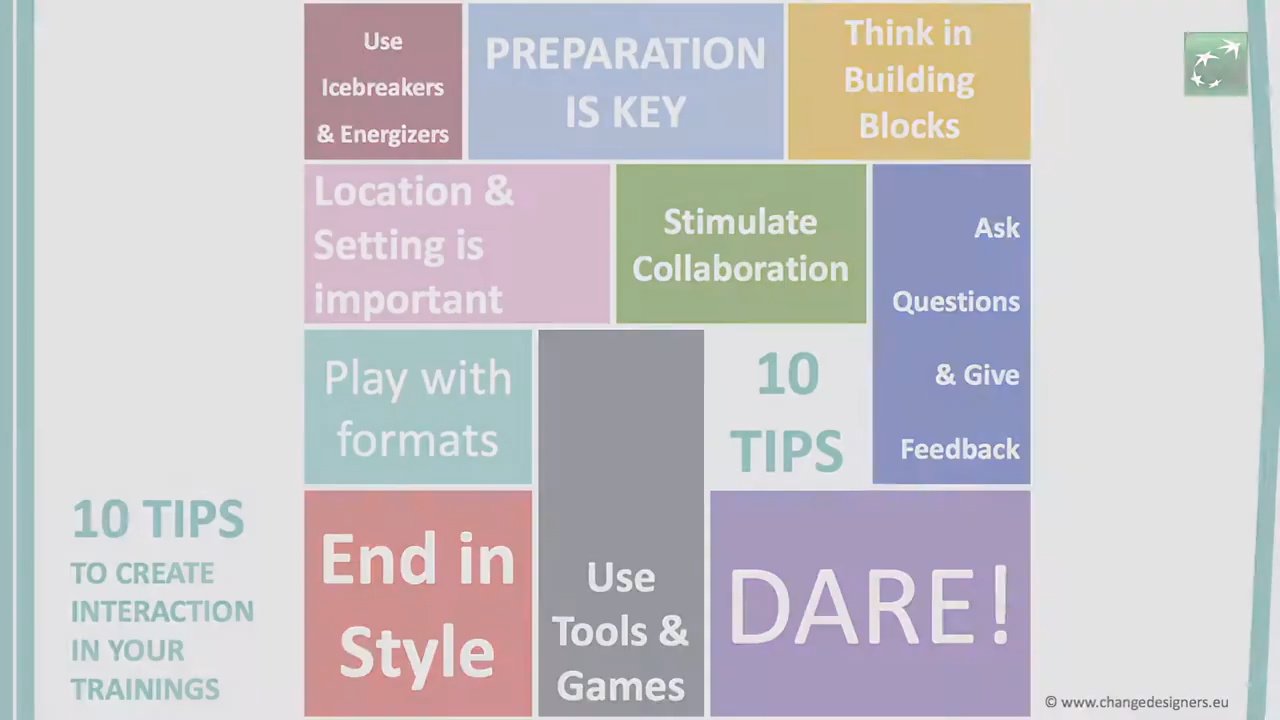 Use
Icebreakers
& Energizers
PREPARATION
IS KEY
Think in
Building
Blocks
Location &
Setting is
important
Stimulate
Collaboration
Ask
Questions
& Give
Feedback
Play with
formats
10
TIPS
End in
Style
Use
Tools &
Games
DARE!
10 TIPS
TO CREATE
INTERACTION
IN YOUR
TRAININGS
© www.changedesigners.eu